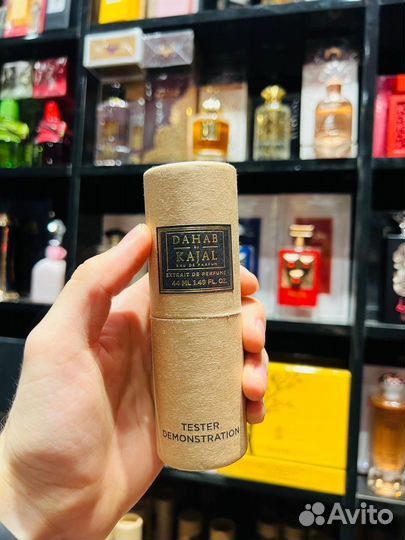 DAHAB
BY
KAJAL
EAU DE PARFUM
EXTRAIT DE PERFUME
44 ML 1.49 FL. OZ.
TESTER
DEMONSTRATION
Avito